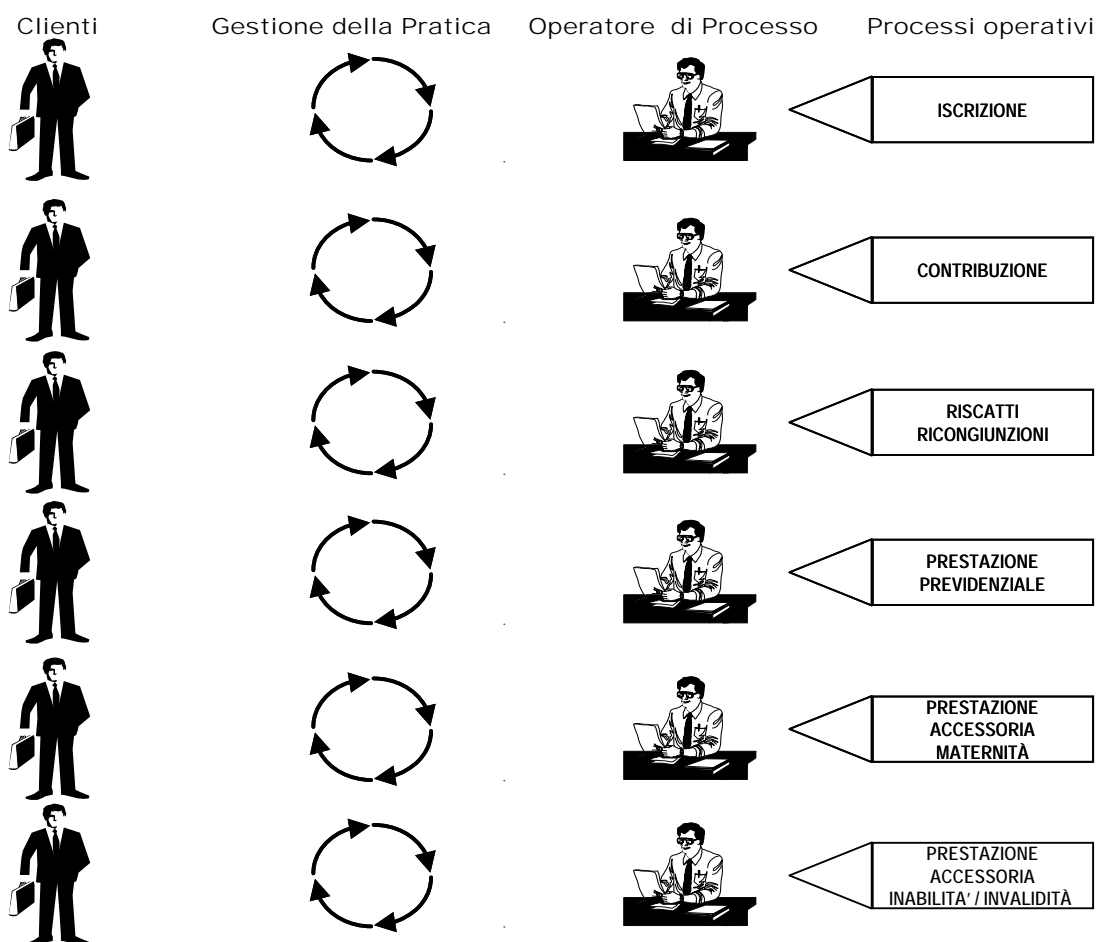 Clienti Gestione della Pratica Operatore di Processo Processi operativi
ISCRIZIONE
CONTRIBUZIONE
RISCATTI
RICONGIUNZIONI
PRESTAZIONE
PREVIDENZIALE
PRESTAZIONE
ACCESSORIA
MATERNITÀ
PRESTAZIONE
ACCESSORIA
INABILITA' / INVALIDITÀ